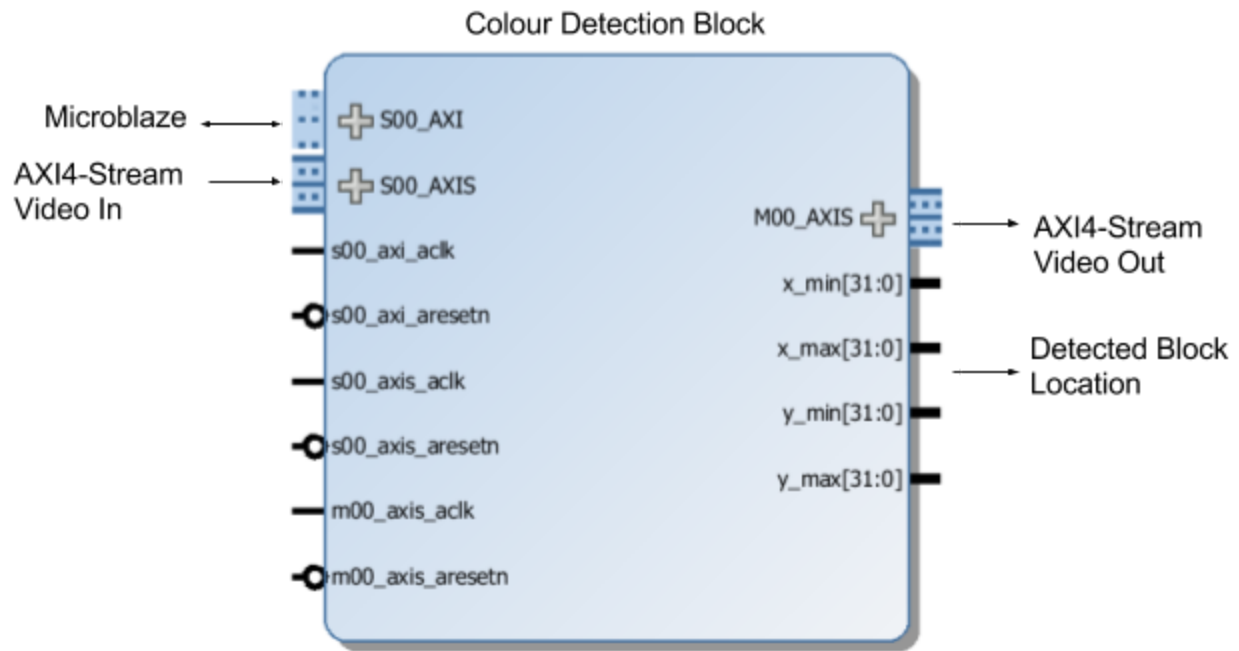 Colour Detection Block
Microblaze
AXI4-Stream
Video In
S00_AXI
S00_AXIS
s00_axi_aclk
s00_axi_aresetn
s00_axis_aclk
s00_axis_aresetn
m00_axis_aclk
m00_axis_aresetn
M00_AXIS
x_min[31:0]
x_max[31:0]
y_min[31:0]
y_max[31:0]
AXI4-Stream
Video Out
Detected Block
Location